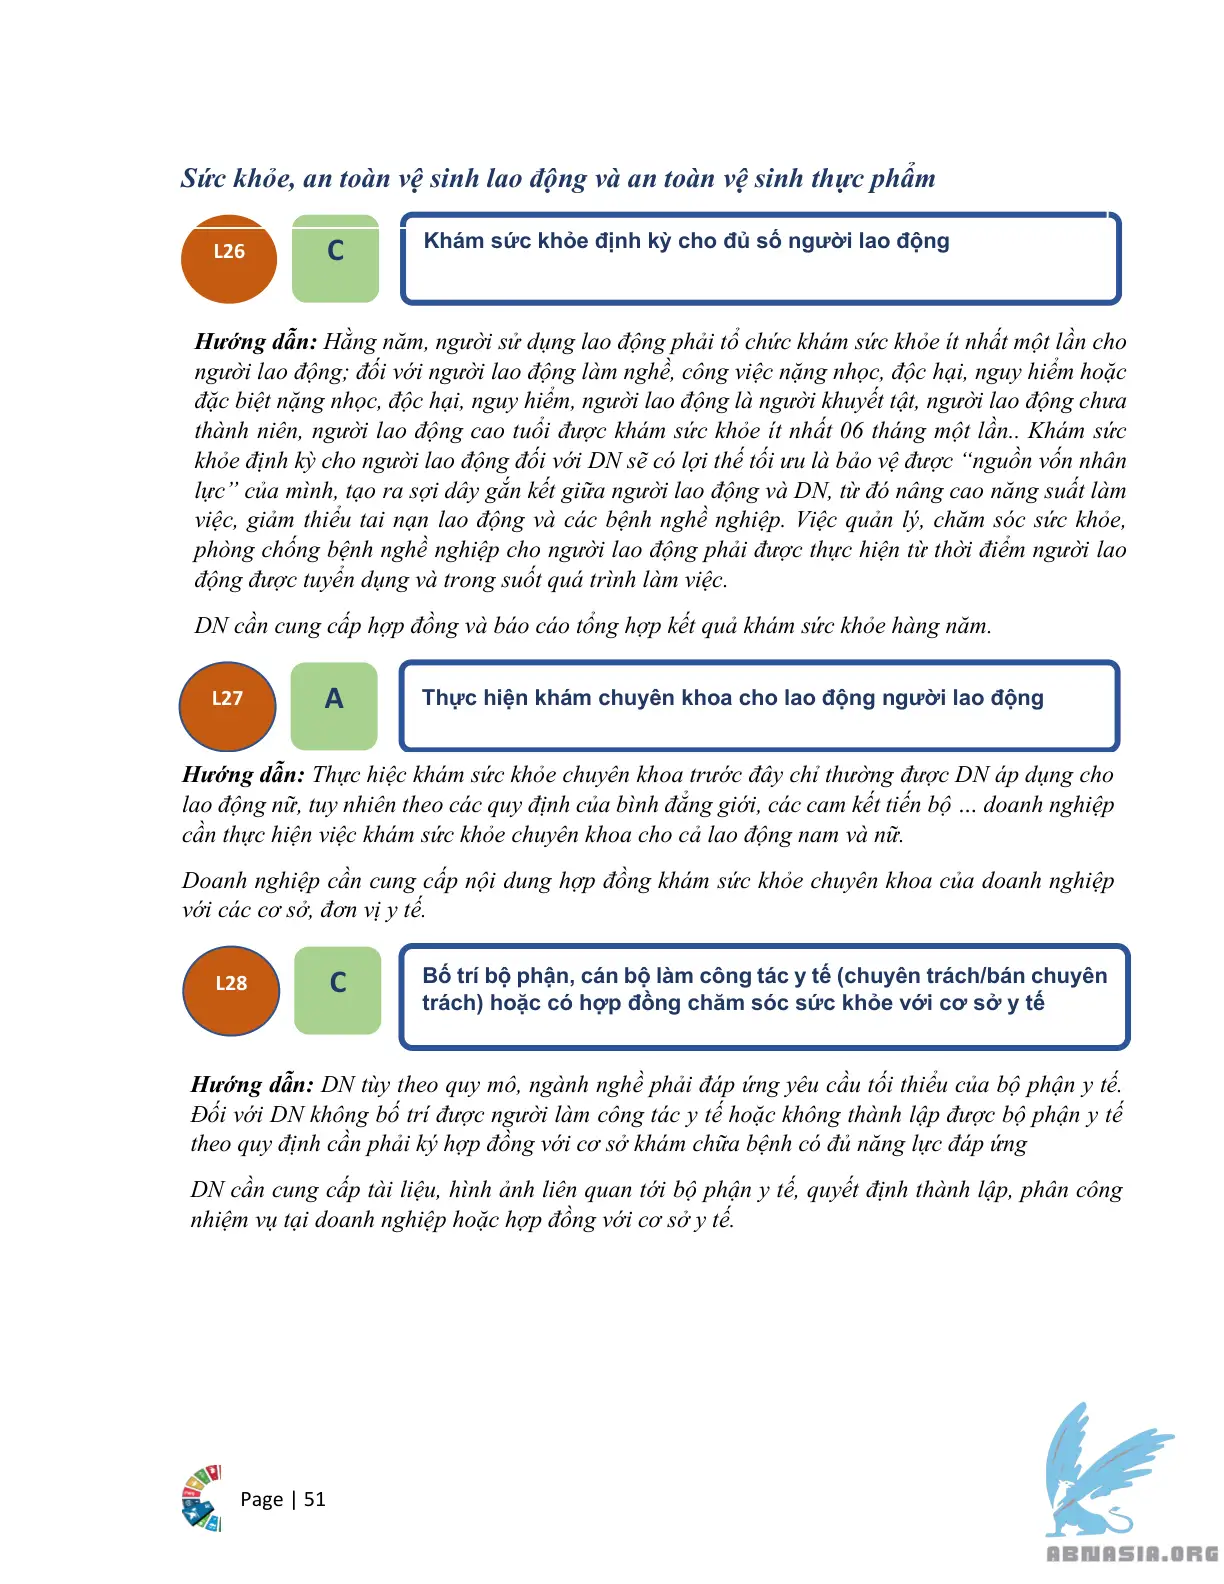 Sức khỏe, an toàn vệ sinh lao động và an toàn vệ sinh thực phẩm
L26
C
Khám sức khỏe định kỳ cho đủ số người lao động
Hướng dẫn: Hằng năm, người sử dụng lao động phải tổ chức khám sức khỏe ít nhất một lần cho
người lao động; đối với người lao động làm nghề, công việc nặng nhọc, độc hại, nguy hiểm hoặc
đặc biệt nặng nhọc, độc hại, nguy hiểm, người lao động là người khuyết tật, người lao động chưa
thành niên, người lao động cao tuổi được khám sức khỏe ít nhất 06 tháng một lần.. Khám sức
khỏe định kỳ cho người lao động đối với DN sẽ có lợi thế tối ưu là bảo vệ được “nguồn vốn nhân
lực” của mình, tạo ra sợi dây gắn kết giữa người lao động và DN, từ đó nâng cao năng suất làm
việc, giảm thiểu tai nạn lao động và các bệnh nghề nghiệp. Việc quản lý, chăm sóc sức khỏe,
phòng chống bệnh nghề nghiệp cho người lao động phải được thực hiện từ thời điểm người lao
động được tuyển dụng và trong suốt quá trình làm việc.
DN cần cung cấp hợp đồng và báo cáo tổng hợp kết quả khám sức khỏe hàng năm.
L27
A
Thực hiện khám chuyên khoa cho lao động người lao động
Hướng dẫn: Thực hiệc khám sức khỏe chuyên khoa trước đây chỉ thường được DN áp dụng cho
lao động nữ, tuy nhiên theo các quy định của bình đẳng giới, các cam kết tiến bộ … doanh nghiệp
cần thực hiện việc khám sức khỏe chuyên khoa cho cả lao động nam và nữ.
Doanh nghiệp cần cung cấp nội dung hợp đồng khám sức khỏe chuyên khoa của doanh nghiệp
với các cơ sở, đơn vị y tế.
L28
C
Bố trí bộ phận, cán bộ làm công tác y tế (chuyên trách/bán chuyên
trách) hoặc có hợp đồng chăm sóc sức khỏe với cơ sở y tế
Hướng dẫn: DN tùy theo quy mô, ngành nghề phải đáp ứng yêu cầu tối thiểu của bộ phận y tế.
Đối với DN không bố trí được người làm công tác y tế hoặc không thành lập được bộ phận y tế
theo quy định cần phải ký hợp đồng với cơ sở khám chữa bệnh có đủ năng lực đáp ứng
DN cần cung cấp tài liệu, hình ảnh liên quan tới bộ phận y tế, quyết định thành lập, phân công
nhiệm vụ tại doanh nghiệp hoặc hợp đồng với cơ sở y tế.
Page | 51
ABNASIA.ORG